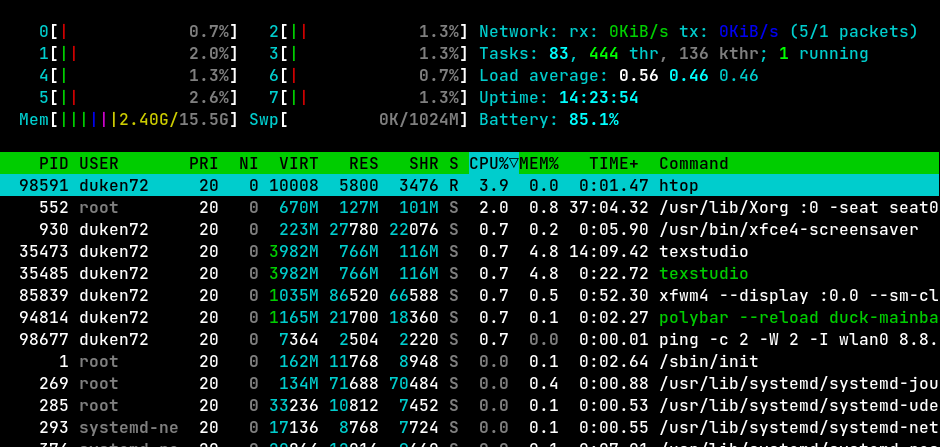 0[| 0.7%] 2[|| 1.3%] Network: rx: 0KiB/s tx: 0KiB/s (5/1 packets)
1[|| 2.0%] 3[| 1.3%] Tasks: 83, 444 thr, 136 kthr; 1 running
4[| 1.3%] 6[| 0.7%] Load average: 0.56 0.46 0.46
5[|| 2.6%] 7[|| 1.3%] Uptime: 14:23:54
Mem[||||||2.40G/15.5G] Swp[ 0K/1024M] Battery: 85.1%
PID USER PRI NI VIRT RES SHR S CPU%▽MEM% TIME+ Command
98591 duken72 20 0 10008 5800 3476 R 3.9 0.0 0:01.47 htop
552 root 20 0 670M 127M 101M S 2.0 0.8 37:04.32 /usr/lib/Xorg :0 -seat seat0
930 duken72 20 0 223M 27780 22076 S 0.7 0.2 0:05.90 /usr/bin/xfce4-screensaver
35473 duken72 20 0 3982M 766M 116M S 0.7 4.8 14:09.42 texstudio
35485 duken72 20 0 3982M 766M 116M S 0.7 4.8 0:22.72 texstudio
85839 duken72 20 0 1035M 86520 66588 S 0.7 0.5 0:52.30 xfwm4 --display :0.0 --sm-cl
94814 duken72 20 0 1165M 21700 18360 S 0.7 0.1 0:02.27 polybar --reload duck-mainba
98677 duken72 20 0 7364 2504 2220 S 0.7 0.0 0:00.01 ping -c 2 -W 2 -I wlan0 8.8.
1 root 20 0 162M 11768 8948 S 0.0 0.1 0:02.64 /sbin/init
269 root 20 0 134M 71688 70484 S 0.0 0.4 0:00.88 /usr/lib/systemd/systemd-jou
285 root 20 0 33236 10812 7452 S 0.0 0.1 0:00.53 /usr/lib/systemd/systemd-ude
293 systemd-ne 20 0 17136 8768 7724 S 0.0 0.1 0:00.55 /usr/lib/systemd/systemd-net